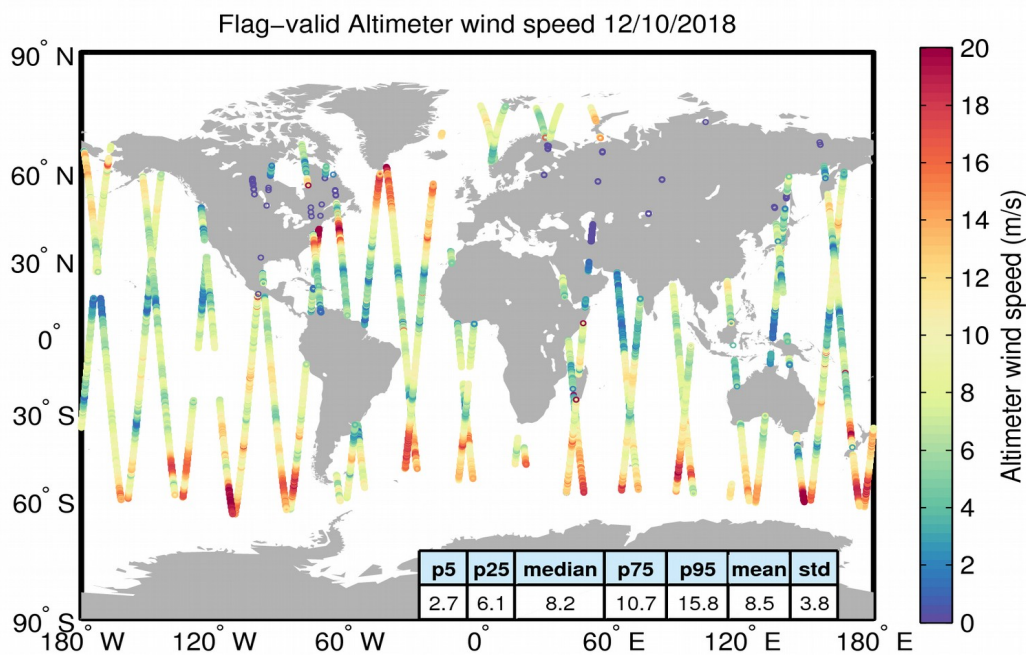 Flag−valid Altimeter wind speed 12/10/2018
90° N
60° N
30° N
0°
30° S
60° S
90° S
180° W
120° W
60° W
0°
60° E
120° E
180° E
p5 p25 median p75 p95 mean std
2.7 6.1 8.2 10.7 15.8 8.5 3.8
20
18
16
14
12
10
8
6
4
2
0
Altimeter wind speed (m/s)